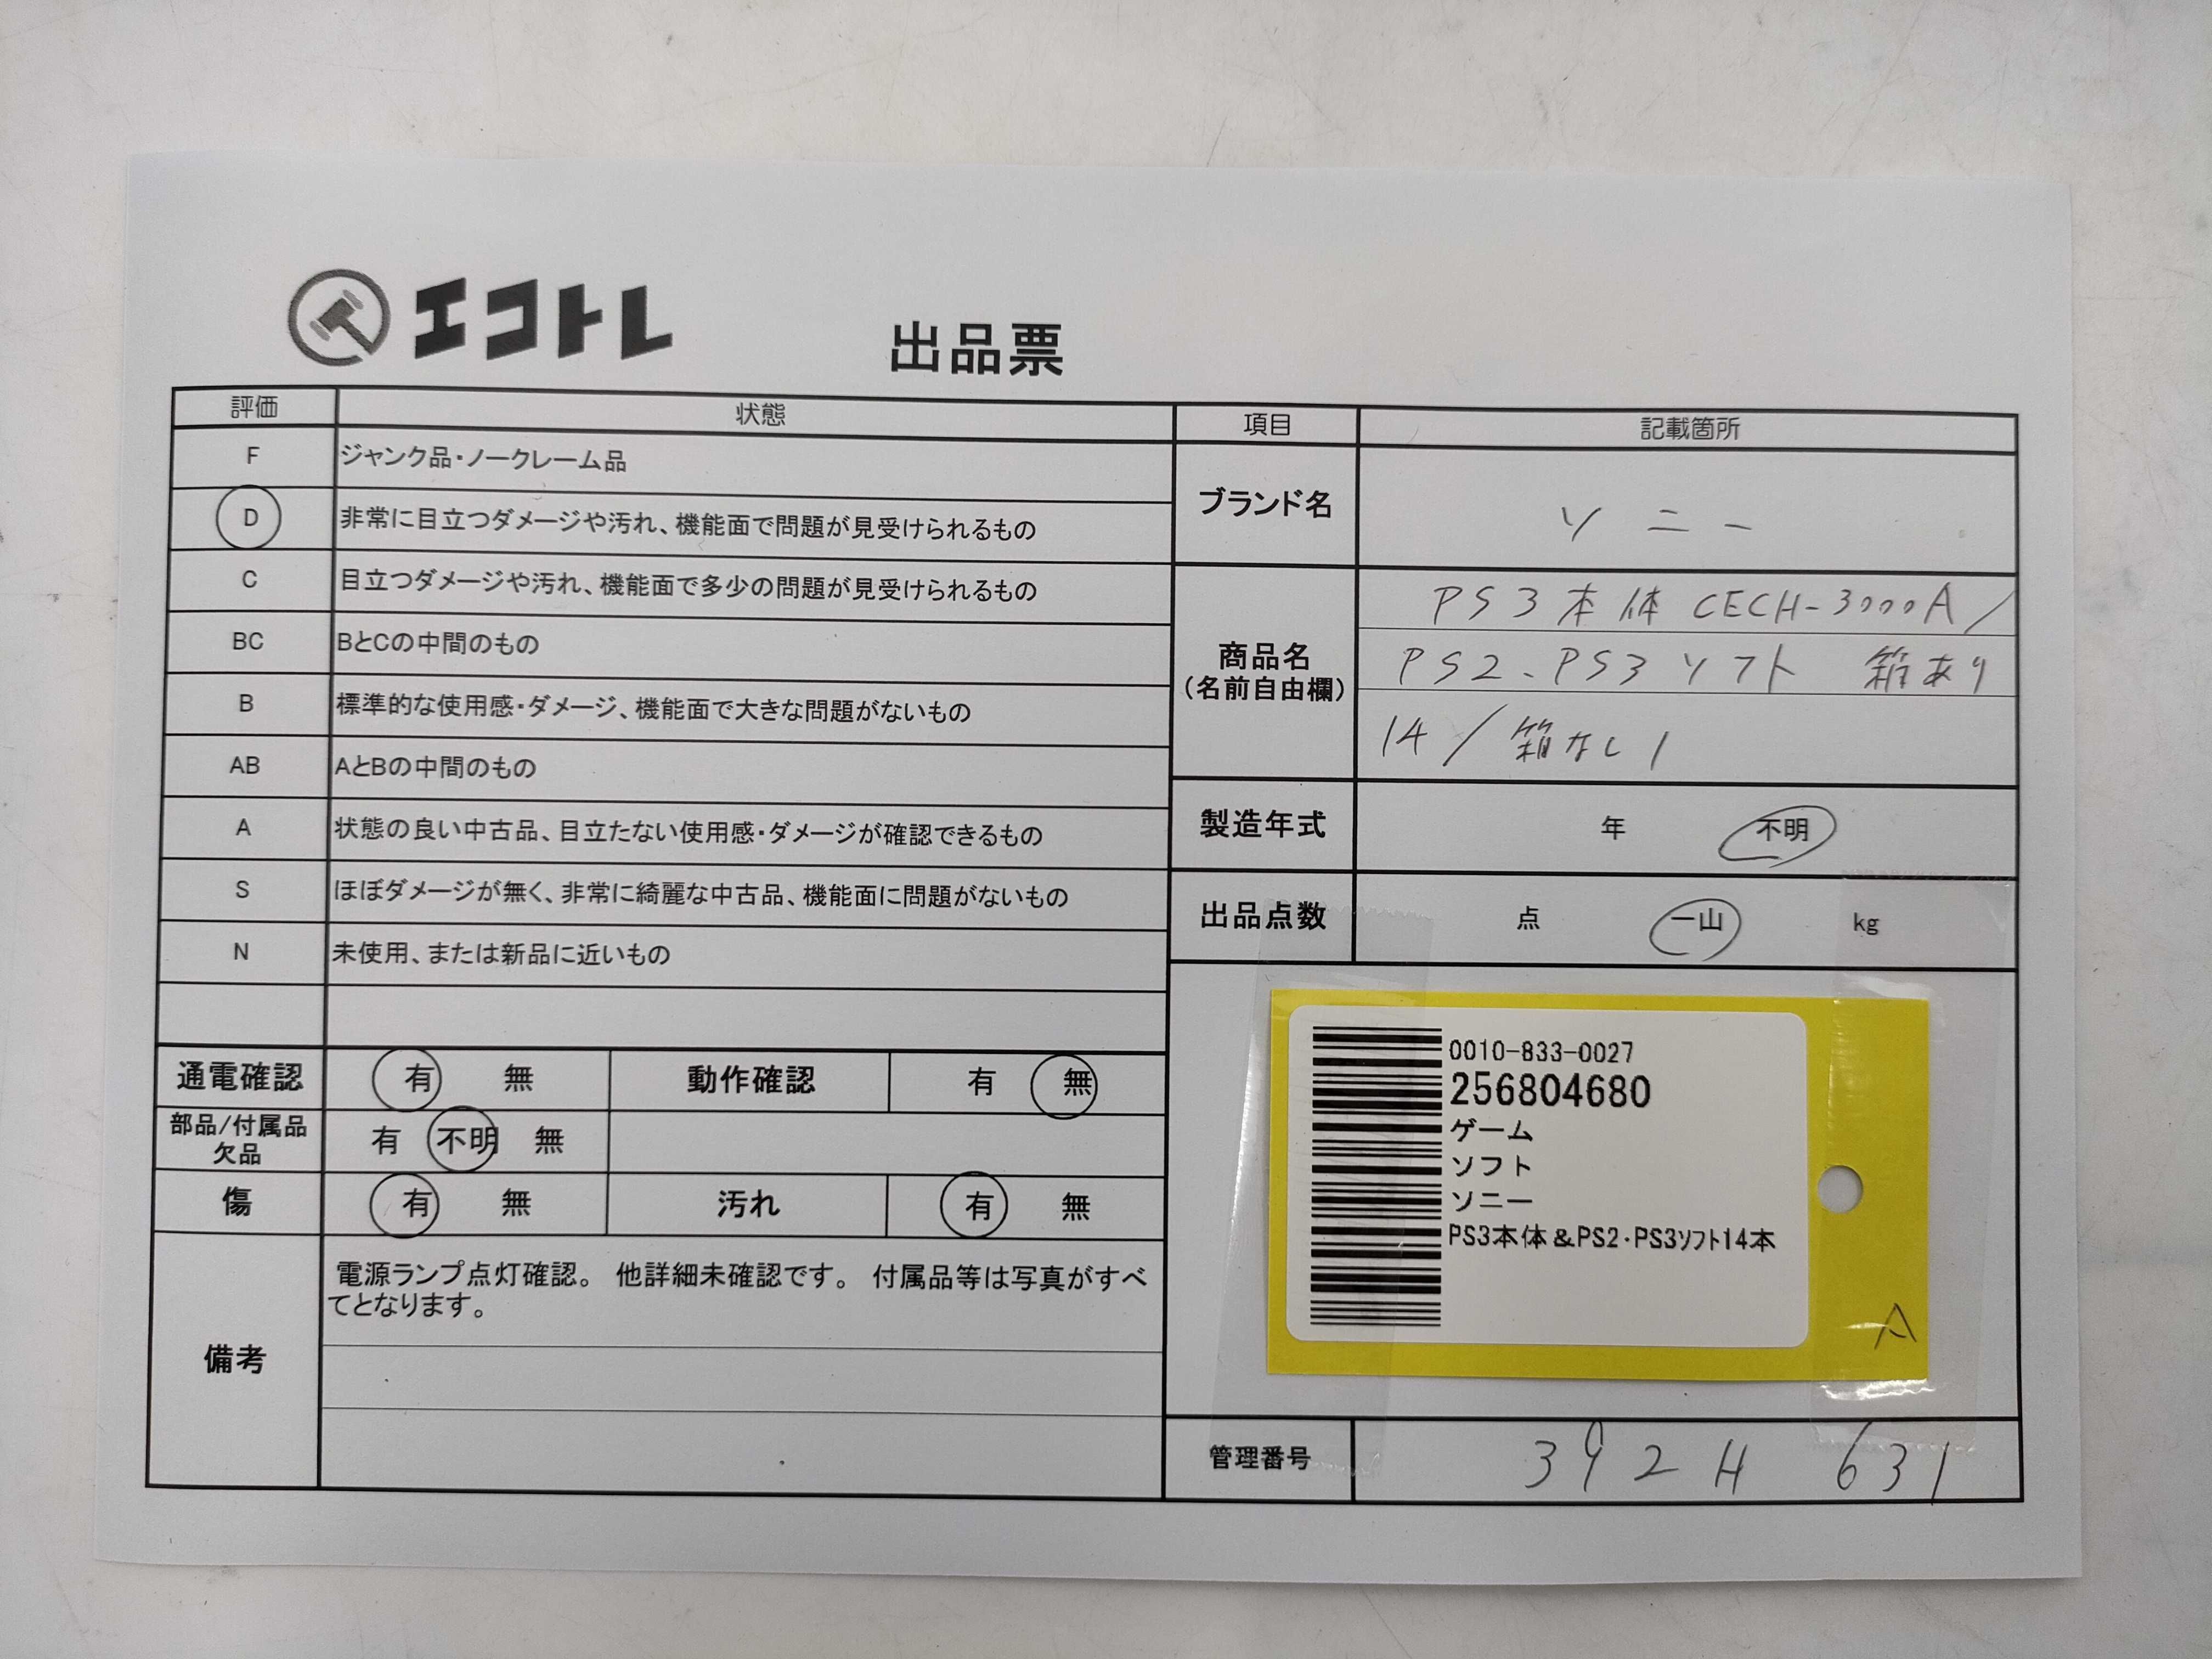 エコトレ
出品票
評価 状態
F ジャンク品・ノークレーム品
D 非常に目立つダメージや汚れ、機能面で問題が見受けられるもの
C 目立つダメージや汚れ、機能面で多少の問題が見受けられるもの
BC BとCの中間のもの
B 標準的な使用感・ダメージ、機能面で大きな問題がないもの
AB AとBの中間のもの
A 状態の良い中古品、目立たない使用感・ダメージが確認できるもの
S ほぼダメージが無く、非常に綺麗な中古品、機能面に問題がないもの
N 未使用、または新品に近いもの
通電確認 有 無 動作確認 有 無
部品/付属品
欠品 有 不明 無
傷 有 無 汚れ 有 無
備考
電源ランプ点灯確認。 他詳細未確認です。 付属品等は写真がすべ
てとなります。
項目 記載箇所
ブランド名 ソニー
商品名
(名前自由欄)
PS3本体 CECH-3000A/
PS2、PS3ソフト 箱あり
14/箱なし1
製造年式 年 不明
出品点数 点 一山 kg
0010-833-0027
256804680
ゲーム
ソフト
ソニー
PS3本体&PS2・PS3ｿﾌﾄ14本
A
管理番号 392H 631